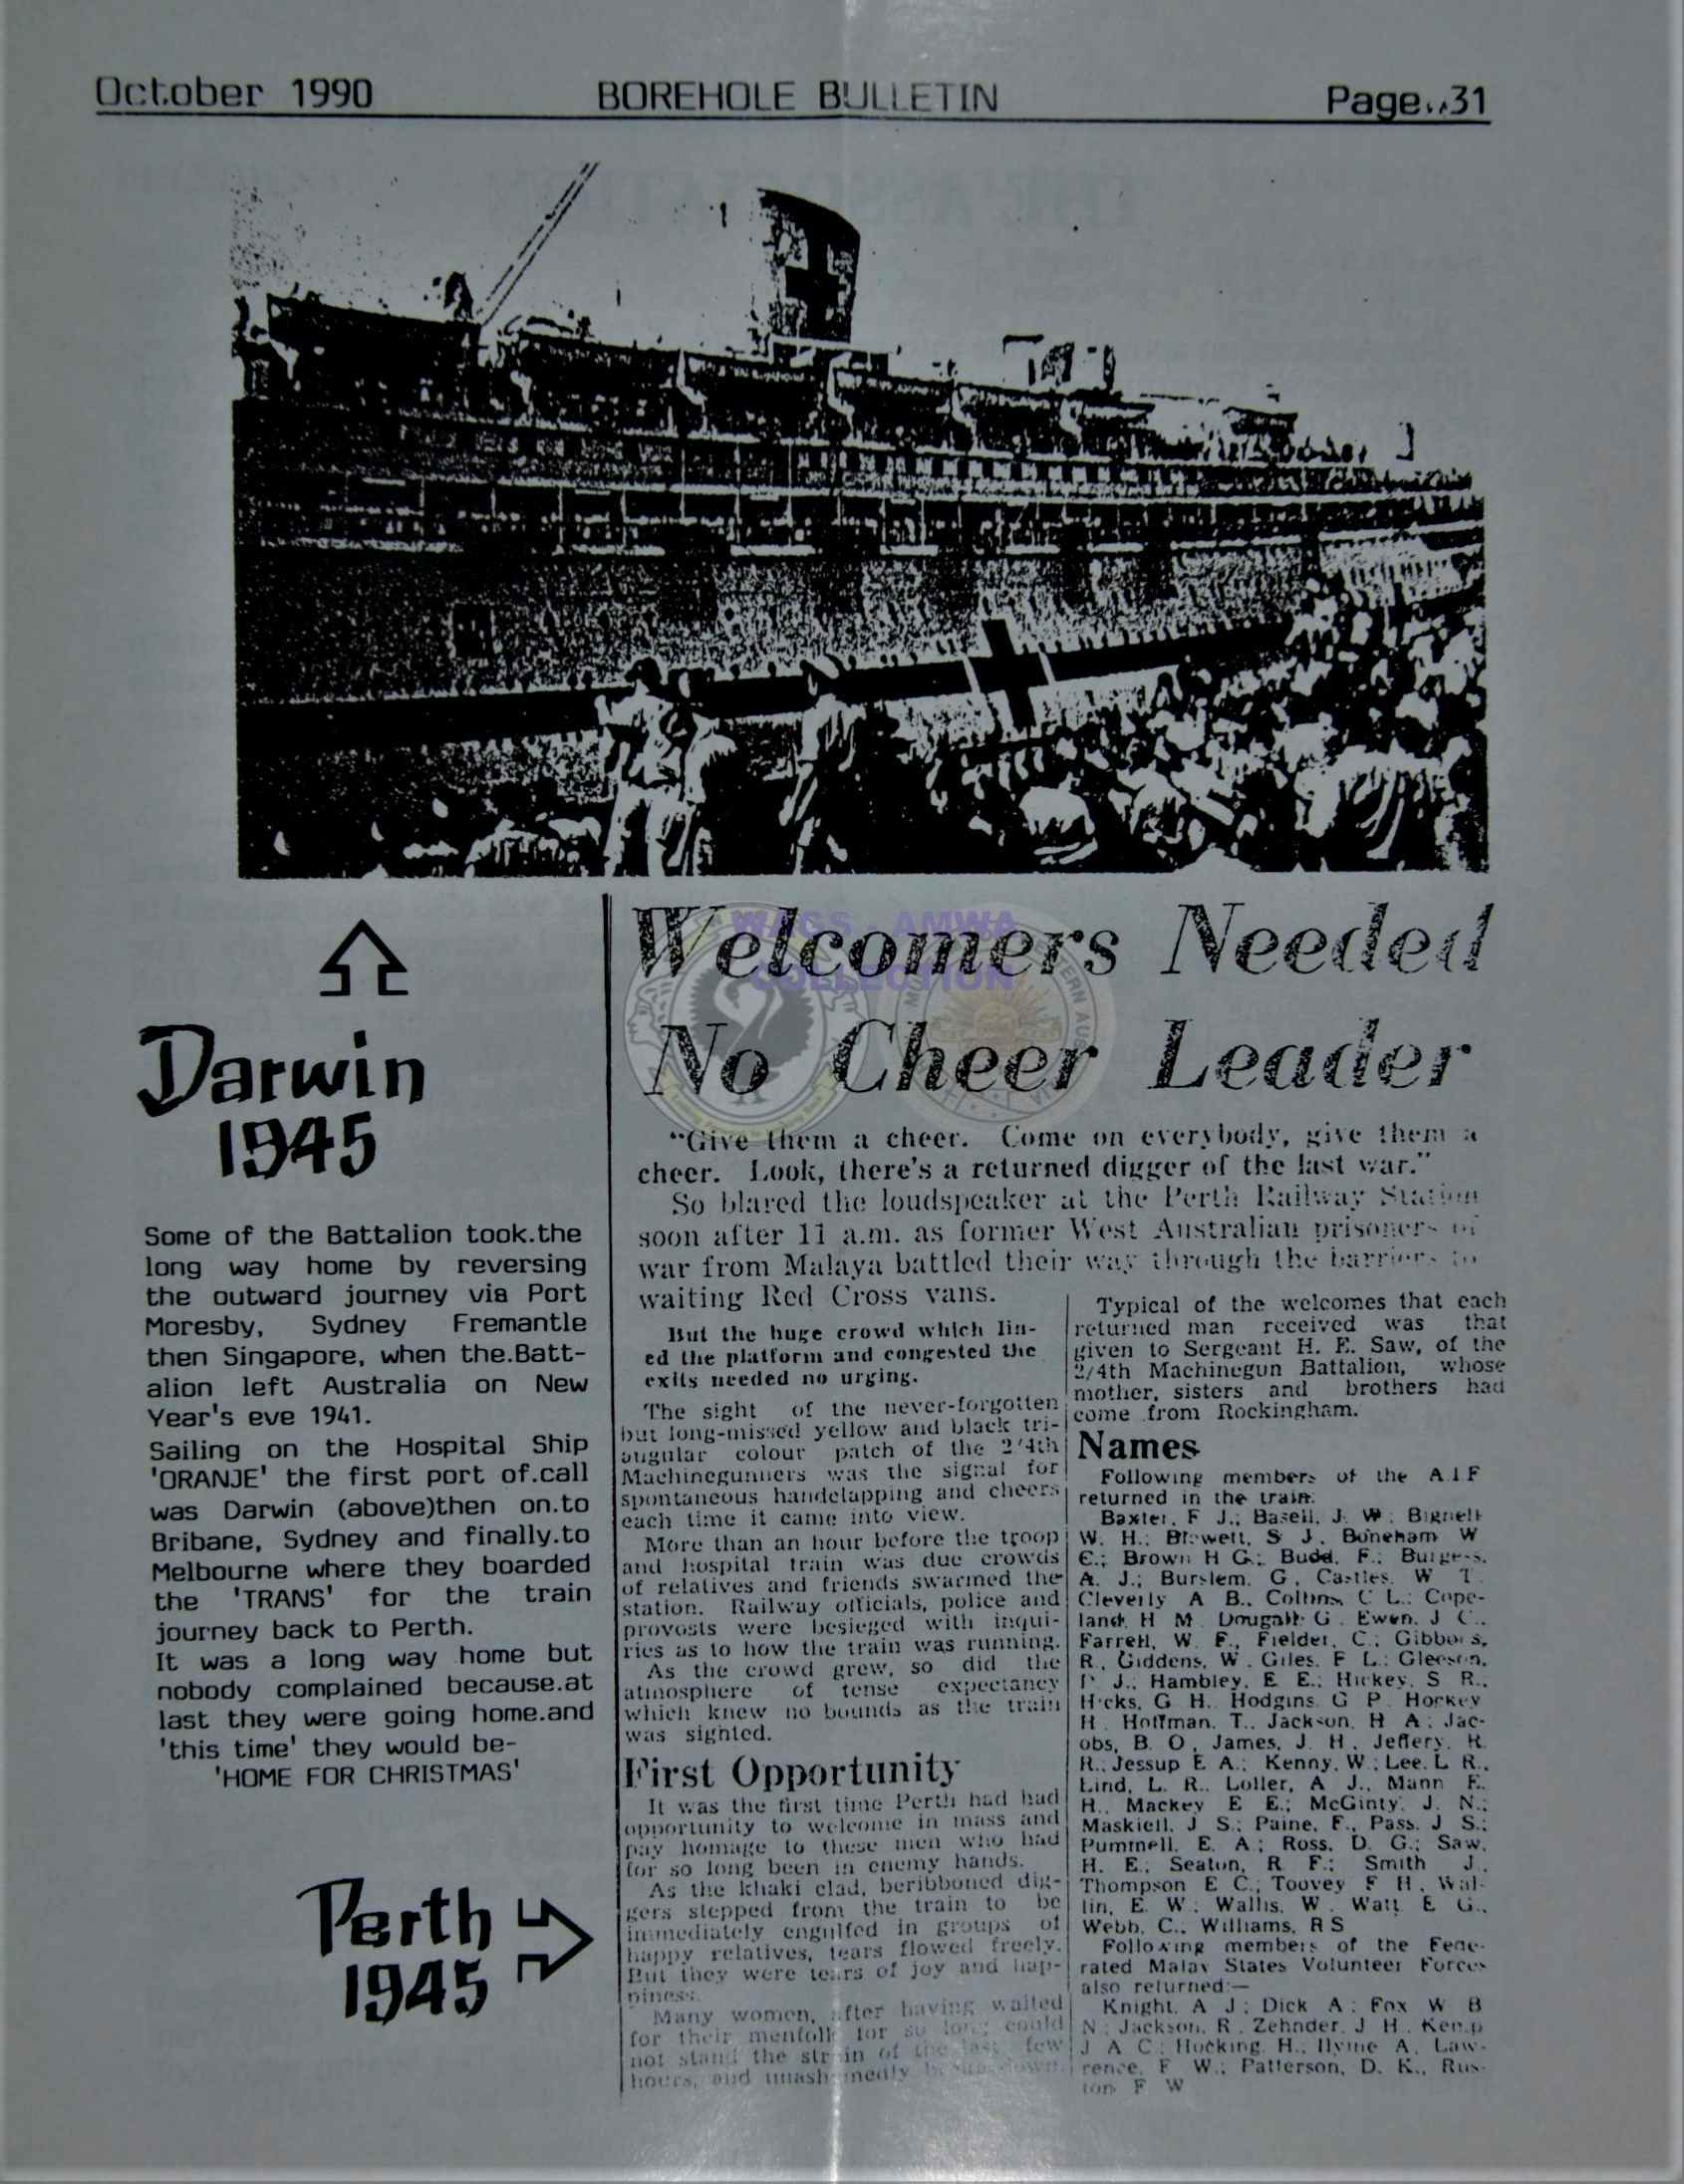 October 1990 BOREHOLE BULLETIN Page..31
WAGS - AMWA
COLLECTION
Darwin
1945
Some of the Battalion took.the
long way home by reversing
the outward journey via Port
Moresby, Sydney Fremantle
then Singapore, when the.Batt-
alion left Australia on New
Year's eve 1941.
Sailing on the Hospital Ship
'ORANJE' the first port of.call
was Darwin (above)then on.to
Bribane, Sydney and finally.to
Melbourne where they boarded
the 'TRANS' for the train
journey back to Perth.
It was a long way home but
nobody complained because.at
last they were going home.and
'this time' they would be-
'HOME FOR CHRISTMAS'
Perth
1945
Welcomers Needed
No Cheer Leader
"Give them a cheer. Come on everybody, give them a
cheer. Look, there's a returned digger of the last war."
So blared the loudspeaker at the Perth Railway Station
soon after 11 a.m. as former West Australian prisoners of
war from Malaya battled their way through the barriers to
waiting Red Cross vans.
But the huge crowd which lin-
ed the platform and congested the
exits needed no urging.
The sight of the never-forgotten
but long-missed yellow and black tri-
angular colour patch of the 2/4th
Machinegunners was the signal for
spontaneous handclapping and cheers
each time it came into view.
More than an hour before the troop
and hospital train was due crowds
of relatives and friends swarmed the
station. Railway officials, police and
provosts were besieged with inqui-
ries as to how the train was running.
As the crowd grew, so did the
atmosphere of tense expectancy
which knew no bounds as the train
was sighted.
First Opportunity
It was the first time Perth had had
opportunity to welcome in mass and
pay homage to these men who had
for so long been in enemy hands.
As the khaki clad, beribboned dig-
gers stepped from the train to be
immediately engulfed in groups of
happy relatives, tears flowed freely.
But they were tears of joy and hap-
piness.
Many women, after having waited
for their menfolk for so long could
not stand the strain of the last few
hours, and unashamedly
Typical of the welcomes that each
returned man received was that
given to Sergeant H. E. Saw, of the
2/4th Machinegun Battalion, whose
mother, sisters and brothers had
come from Rockingham.
Names
Following members of the A.I.F
returned in the train:
Baxter, F J.; Basell, J. W.; Bignell
W. H.; Blewett, S J. Boneham W
E.; Brown H G.; Budd, F.; Burgess,
A. J.; Burslem, G, Castles, W T.
Cleverly A B., Collins, C L.; Cope-
land, H M. Dougall G. Ewen, J C.,
Farrell, W. F., Fielder, C.; Gibbons,
R., Giddens, W. Giles, F L.; Gleeson,
P J.; Hambley, E E.; Hickey, S R.;
Hicks, G H. Hodgins G P. Horkey
H. Hoffman, T., Jackson, H A; Jac-
obs, B. O, James, J. H, Jeffery, R
R.; Jessup E A.; Kenny, W; Lee, L R.,
Lind, L. R.. Loller, A J., Mann E.
H., Mackey E E.; McGinty, J. N.;
Maskiell, J S.; Paine, F., Pass, J S.;
Pummell, E. A; Ross, D. G.; Saw,
H. E.; Seaton, R F.; Smith J.,
Thompson E C.; Toovey F H, Wal-
lin, E. W; Wallis, W. Watt E G.,
Webb, C.; Williams, R S
Following members of the Fede-
rated Malay States Volunteer Forces
also returned:—
Knight, A J; Dick A; Fox W B
N; Jackson, R. Zehnder, J H. Kemp
J A C; Hocking H., Ilyne A, Law-
rence, F W.; Patterson, D. K., Rus-
ton F W